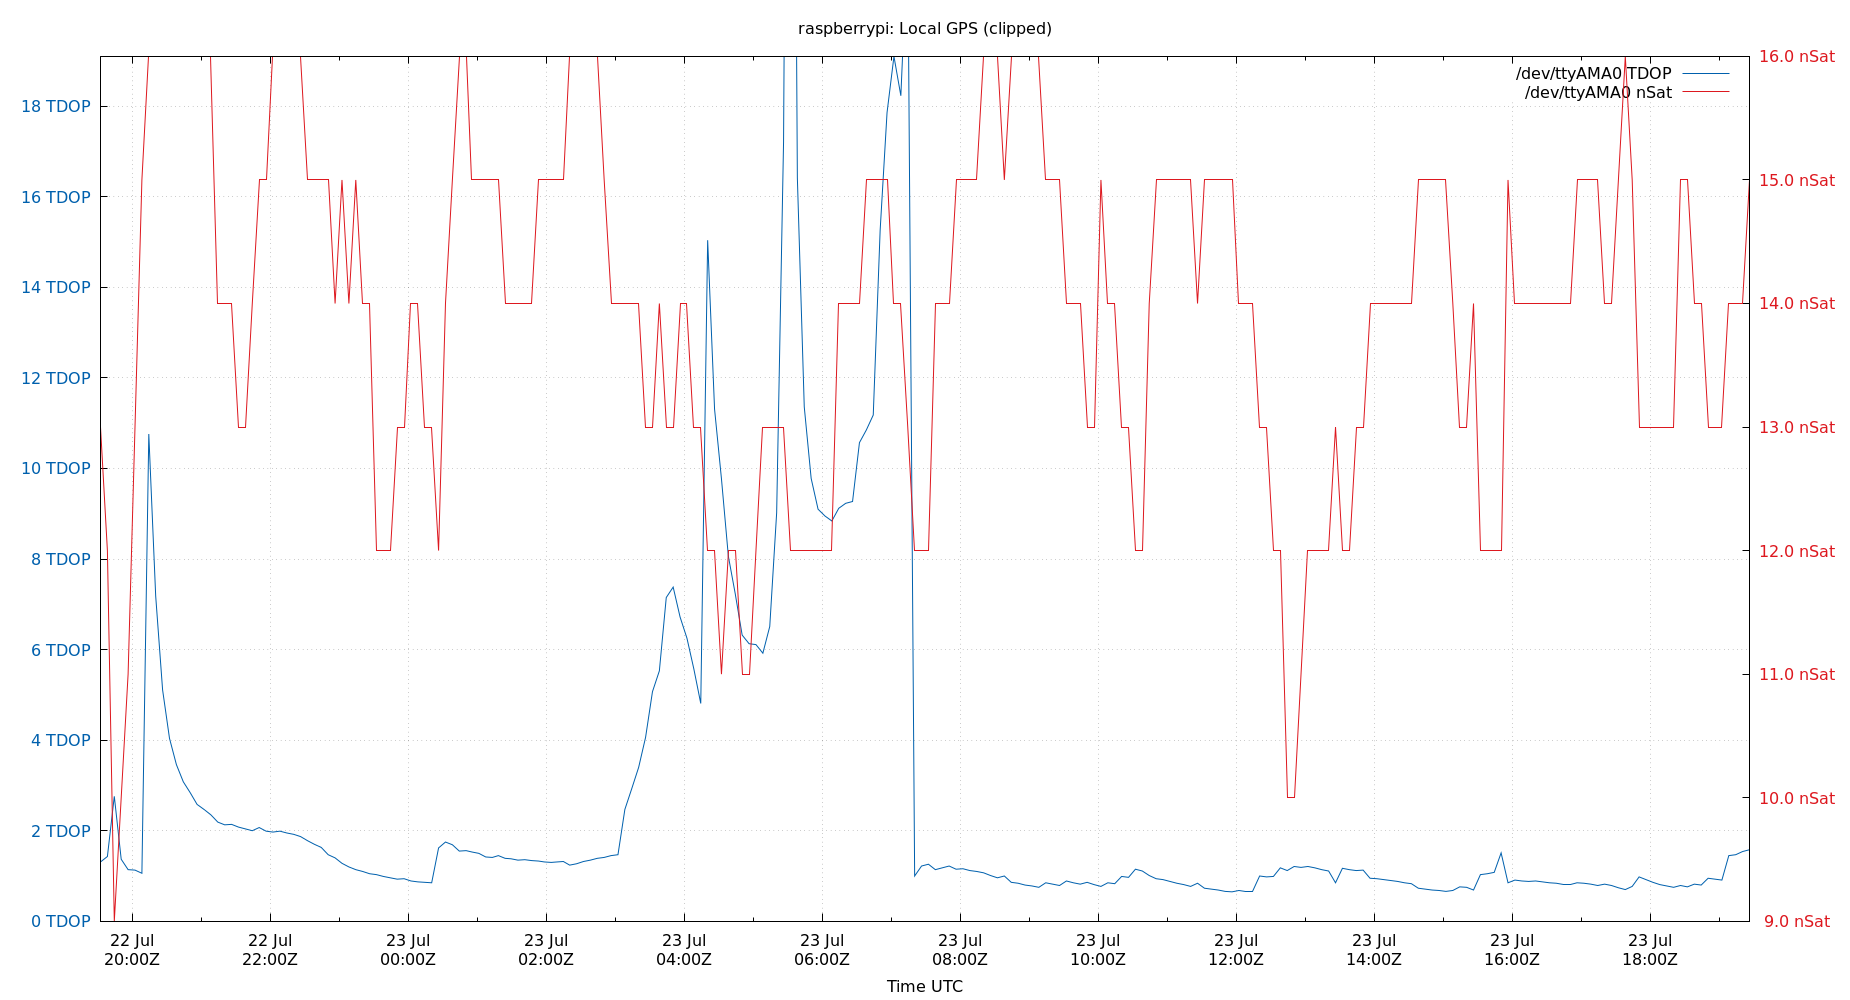 raspberrypi: Local GPS (clipped)
/dev/ttyAMA0 TDOP
/dev/ttyAMA0 nSat
18 TDOP
16 TDOP
14 TDOP
12 TDOP
10 TDOP
8 TDOP
6 TDOP
4 TDOP
2 TDOP
0 TDOP
16.0 nSat
15.0 nSat
14.0 nSat
13.0 nSat
12.0 nSat
11.0 nSat
10.0 nSat
9.0 nSat
22 Jul 22 Jul 23 Jul 23 Jul 23 Jul 23 Jul 23 Jul 23 Jul 23 Jul 23 Jul 23 Jul 23 Jul
20:00Z 22:00Z 00:00Z 02:00Z 04:00Z 06:00Z 08:00Z 10:00Z 12:00Z 14:00Z 16:00Z 18:00Z
Time UTC